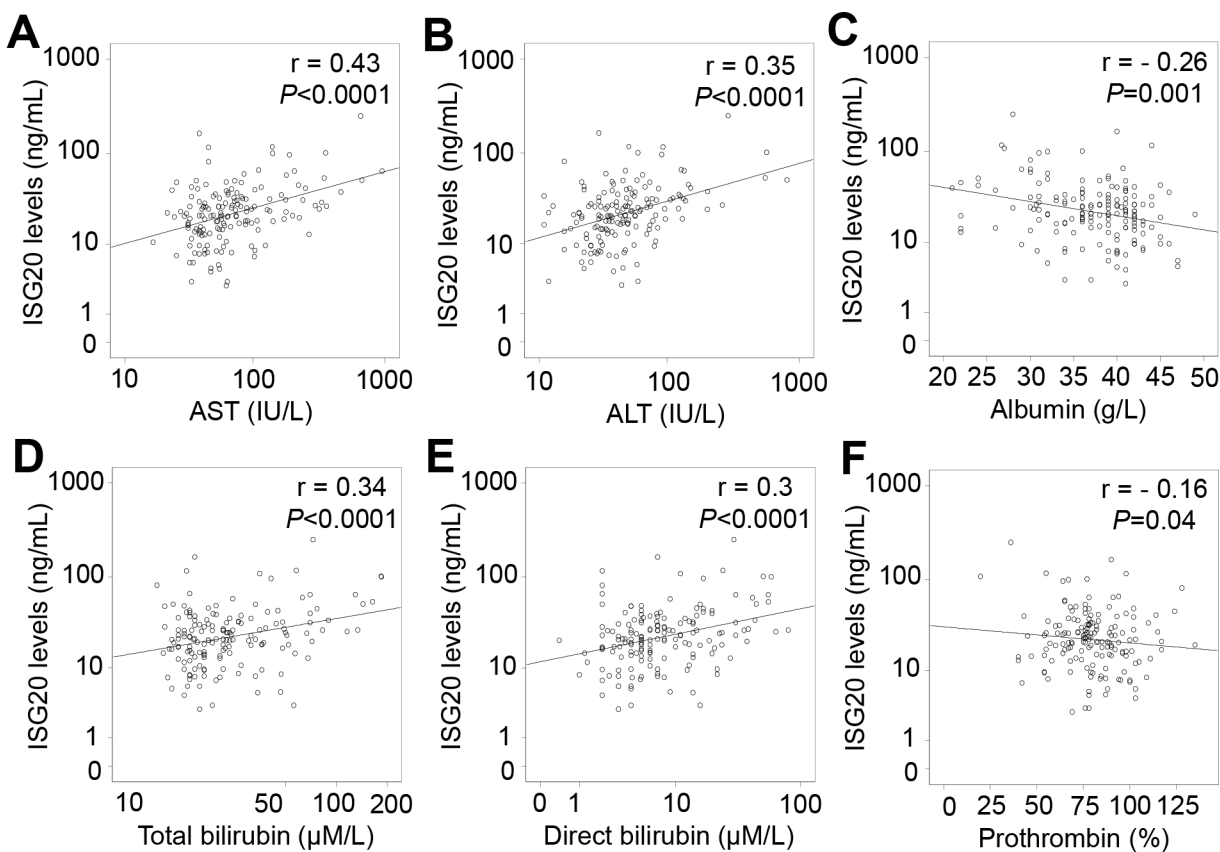 A
r = 0.43
P<0.0001
1000
100
10
1
0
ISG20 levels (ng/mL)
10 100 1000
AST (IU/L)
B
r = 0.35
P<0.0001
1000
100
10
1
0
ISG20 levels (ng/mL)
10 100 1000
ALT (IU/L)
C
r = - 0.26
P=0.001
1000
100
10
1
0
ISG20 levels (ng/mL)
20 25 30 35 40 45 50
Albumin (g/L)
D
r = 0.34
P<0.0001
1000
100
10
1
0
ISG20 levels (ng/mL)
10 50 100 200
Total bilirubin (µM/L)
E
r = 0.3
P<0.0001
1000
100
10
1
0
ISG20 levels (ng/mL)
0 1 10 100
Direct bilirubin (µM/L)
F
r = - 0.16
P=0.04
1000
100
10
1
0
ISG20 levels (ng/mL)
0 25 50 75 100 125
Prothrombin (%)